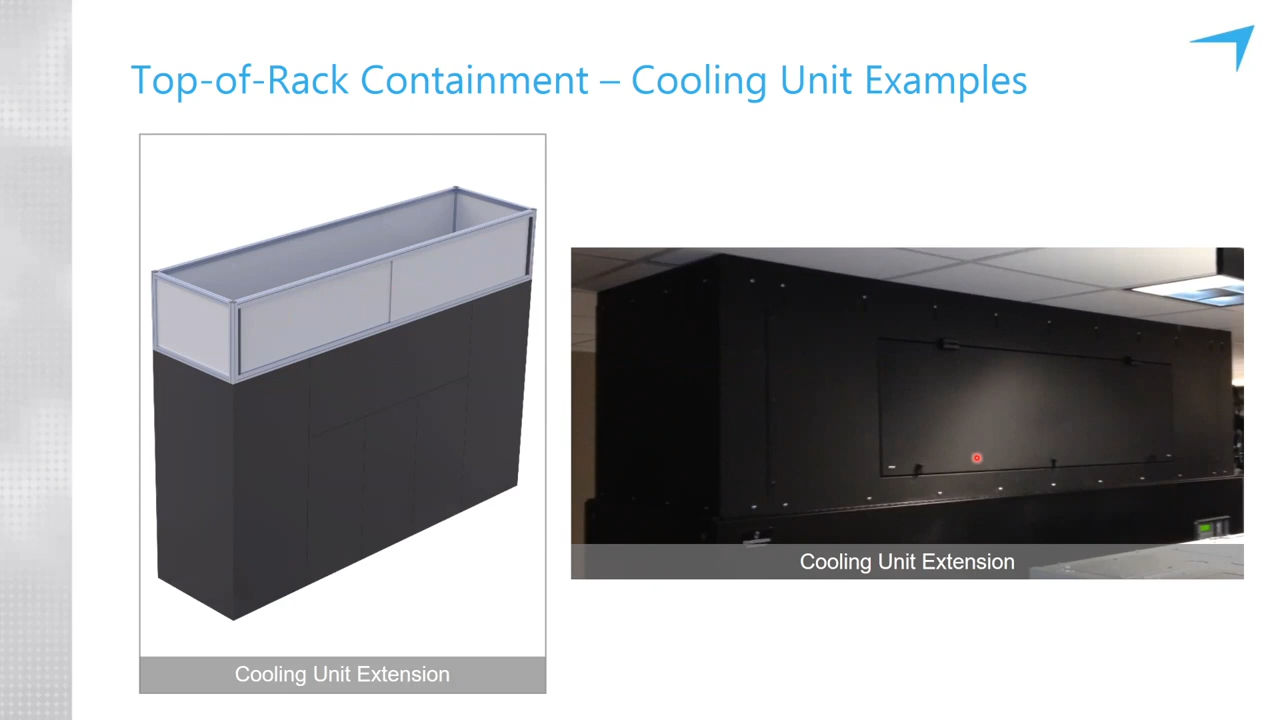 Top-of-Rack Containment – Cooling Unit Examples
Cooling Unit Extension
Cooling Unit Extension